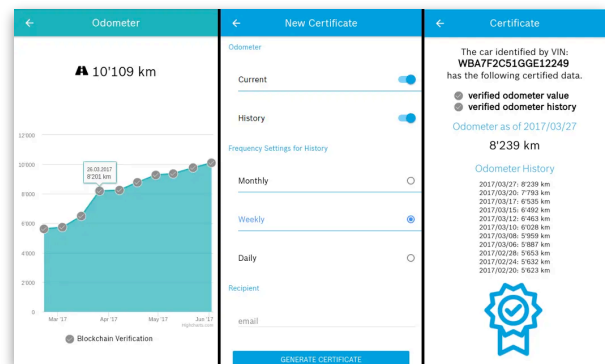 Odometer
10'109 km
12'000
10'000
8'000
6'000
4'000
2'000
0
26.03.2017
8'201 km
Mar '17
Apr '17
May '17
Jun '17
Highcharts.com
Blockchain Verification
New Certificate
Odometer
Current
History
Frequency Settings for History
Monthly
Weekly
Daily
Recipient
email
GENERATE CERTIFICATE
Certificate
The car identified by VIN:
WBA7F2C51GGE12249
has the following certified data.
verified odometer value
verified odometer history
Odometer as of 2017/03/27
8'239 km
Odometer History
2017/03/27: 8'239 km
2017/03/20: 7'793 km
2017/03/17: 6'535 km
2017/03/15: 6'492 km
2017/03/12: 6'463 km
2017/03/10: 6'028 km
2017/03/08: 5'959 km
2017/03/06: 5'887 km
2017/02/28: 5'653 km
2017/02/24: 5'632 km
2017/02/20: 5'623 km